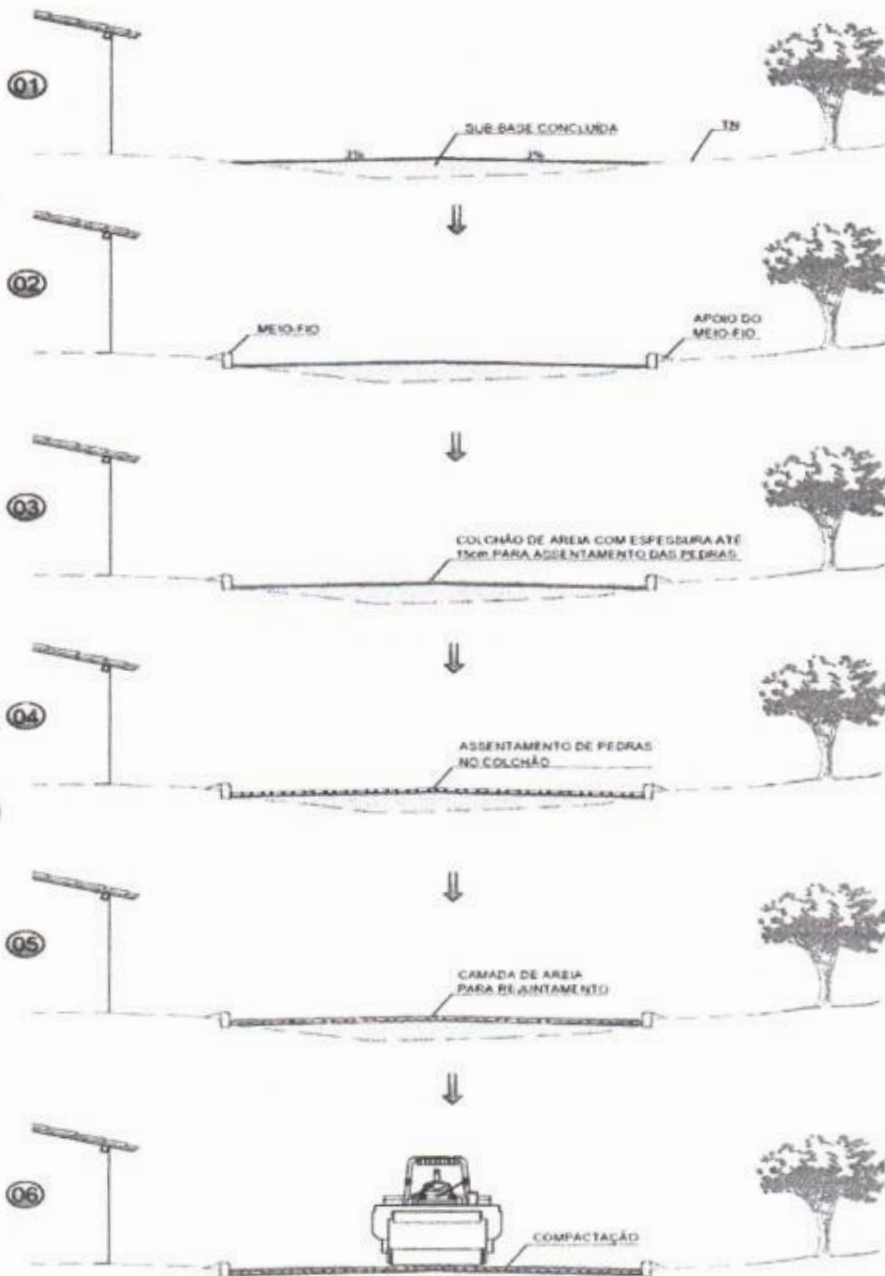 01
SUB-BASE CONCLUÍDA
TN
3%
3%
02
MEIO-FIO
APOIO DO
MEIO-FIO
03
COLCHÃO DE AREIA COM ESPESSURA ATÉ
15cm PARA ASSENTAMENTO DAS PEDRAS
04
ASSENTAMENTO DE PEDRAS
NO COLCHÃO
05
CAMADA DE AREIA
PARA REJUNTAMENTO
06
COMPACTAÇÃO